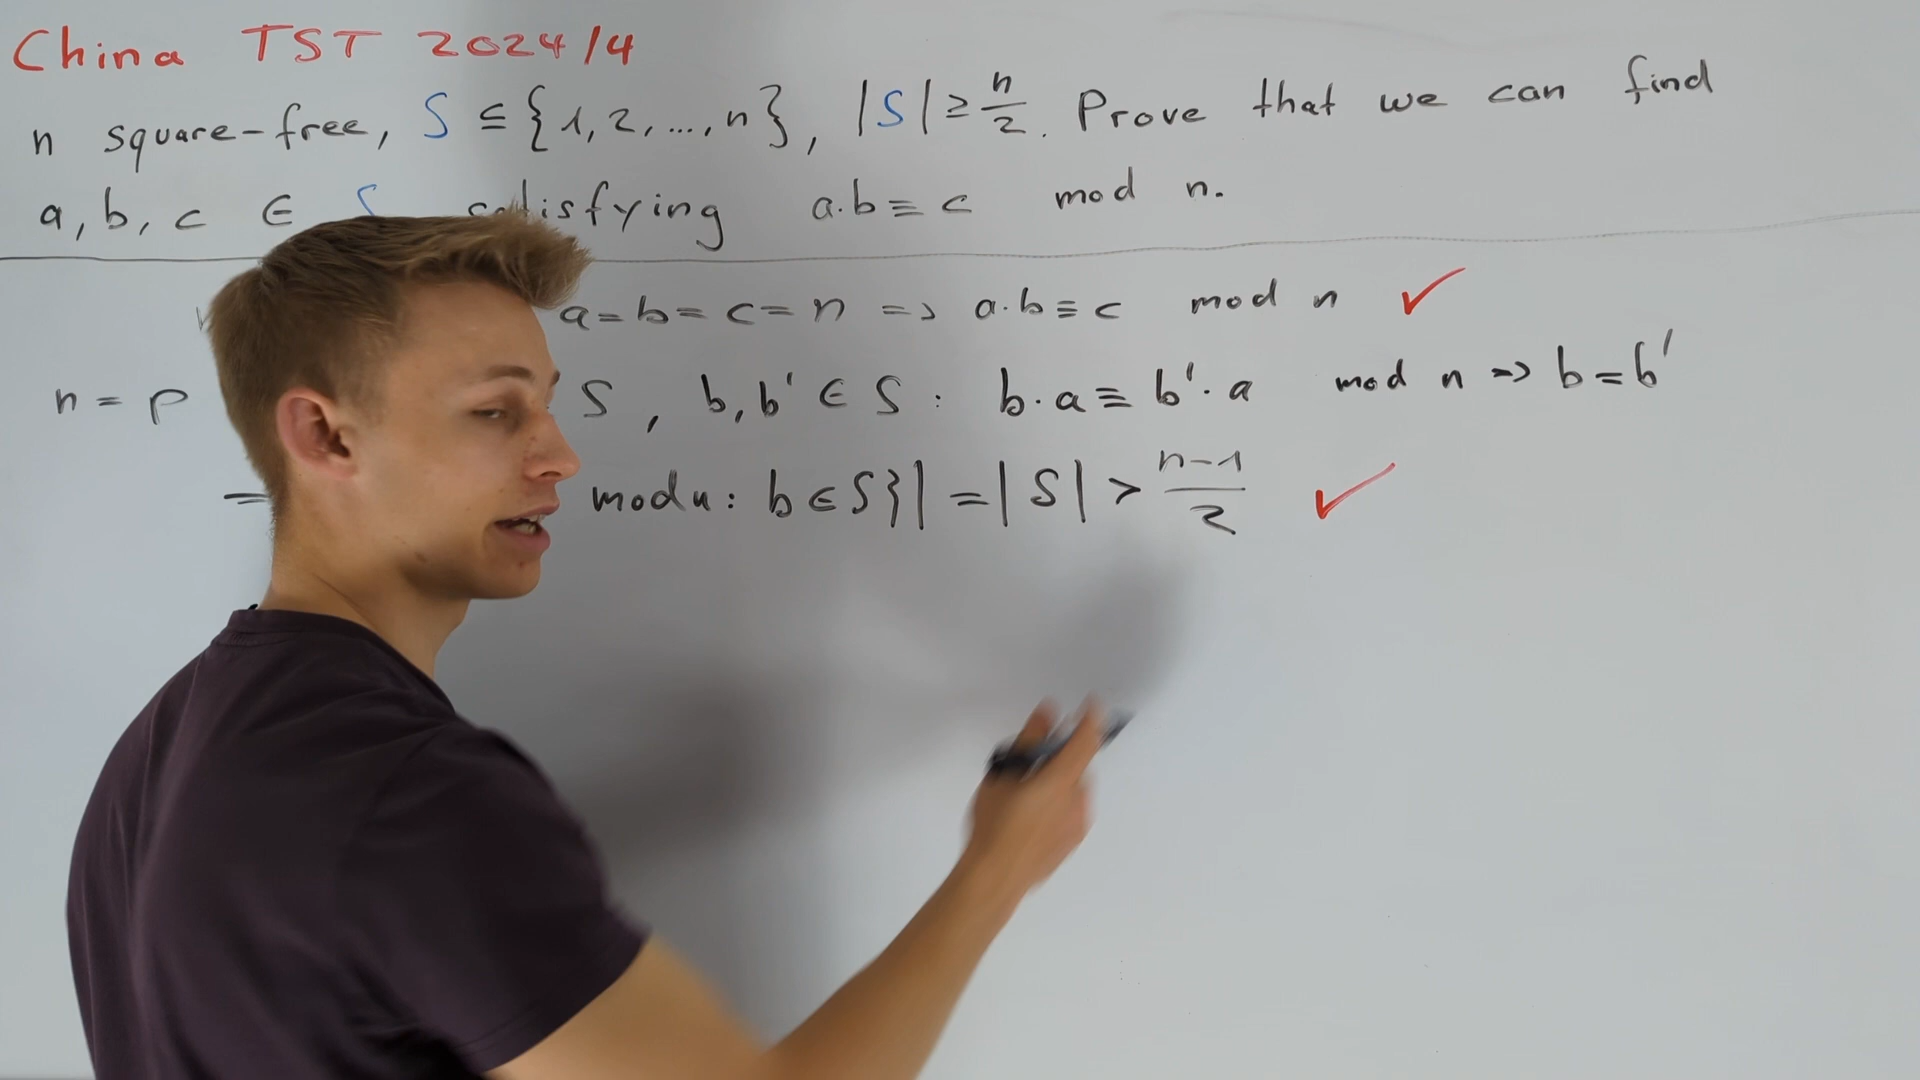 China TST 2024/4
n square-free, S ⊆ {1, 2, ..., n}, |S| ≥ n/2. Prove that we can find
a, b, c ∈ satisfying a·b ≡ c mod n.
a = b = c = n => a·b ≡ c mod n ✓
n = p S, b, b' ∈ S : b·a ≡ b'·a mod n => b = b'
= mod n : b ∈ S}| = |S| > (n-1)/2 ✓